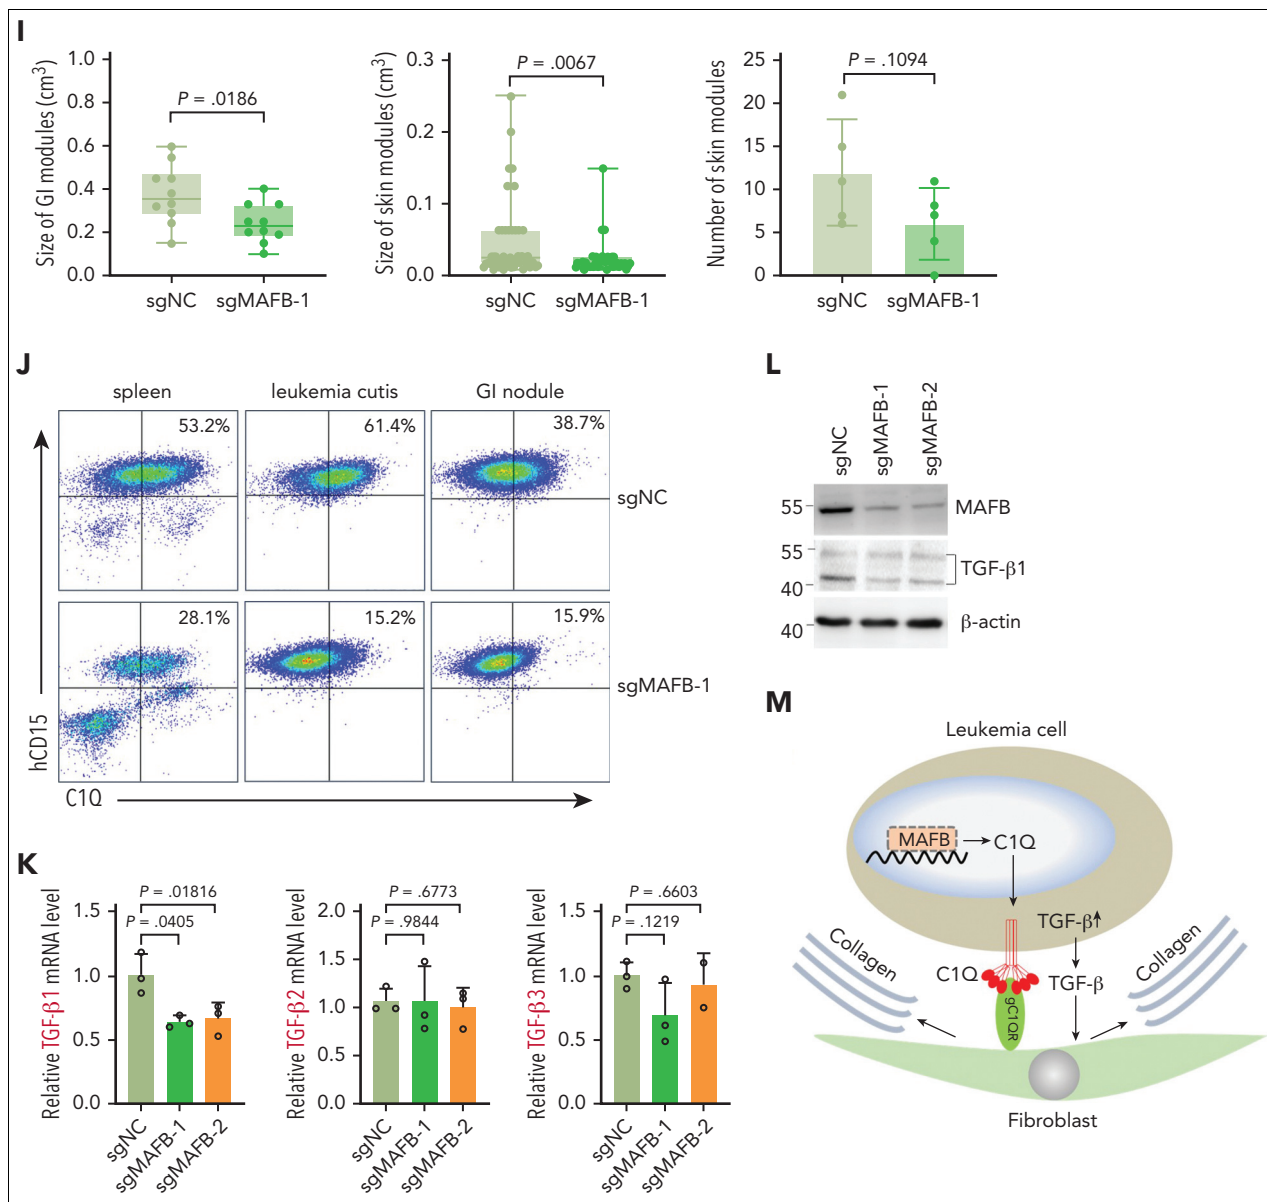 I
Size of GI modules (cm3)
1.0
0.8
0.6
0.4
0.2
0.0
P = .0186
sgNC
sgMAFB-1
Size of skin modules (cm3)
0.3
0.2
0.1
0.0
P = .0067
sgNC
sgMAFB-1
Number of skin modules
25
20
15
10
5
0
P = .1094
sgNC
sgMAFB-1
J
spleen
leukemia cutis
GI nodule
53.2%
61.4%
38.7%
sgNC
28.1%
15.2%
15.9%
sgMAFB-1
hCD15
C1Q
L
sgNC
sgMAFB-1
sgMAFB-2
55
MAFB
55
40
TGF-β1
40
β-actin
K
Relative TGF-β1 mRNA level
1.5
1.0
0.5
0.0
P = .01816
P = .0405
sgNC
sgMAFB-1
sgMAFB-2
Relative TGF-β2 mRNA level
2.0
1.5
1.0
0.5
0.0
P = .6773
P = .9844
sgNC
sgMAFB-1
sgMAFB-2
Relative TGF-β3 mRNA level
1.5
1.0
0.5
0.0
P = .6603
P = .1219
sgNC
sgMAFB-1
sgMAFB-2
M
Leukemia cell
MAFB
C1Q
TGF-β
Collagen
Collagen
C1Q
TGF-β
gC1QR
Fibroblast